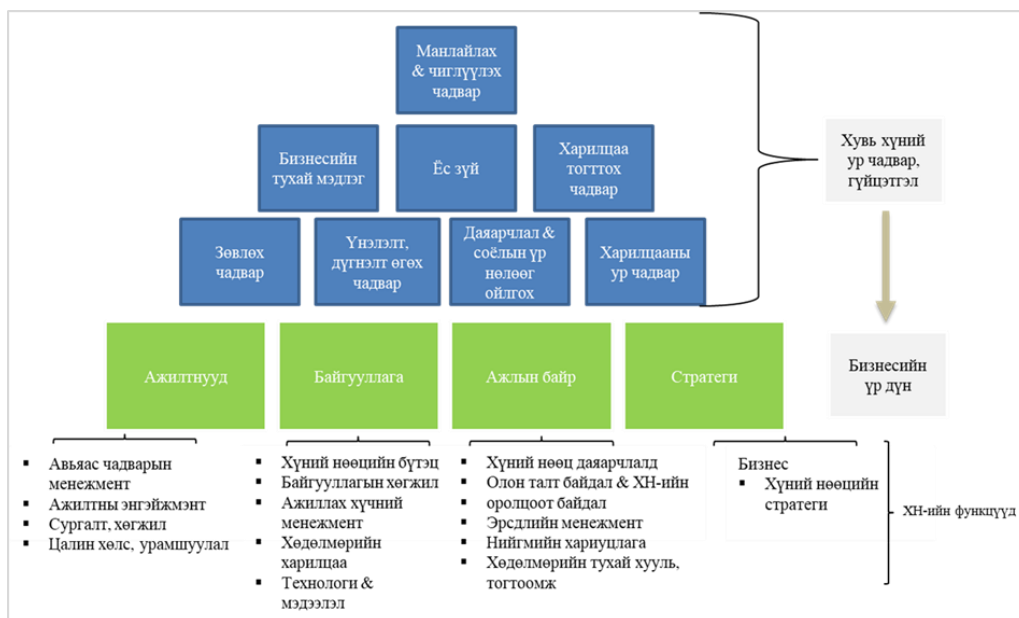 Манлайлах
& чиглүүлэх
чадвар
Бизнесийн
тухай мэдлэг
Ёс зүй
Харилцаа
тогттох
чадвар
Хувь хүний
ур чадвар,
гүйцэтгэл
Зөвлөх
чадвар
Үнэлэлт,
дүгнэлт өгөх
чадвар
Даяарчлал &
соёлын үр
нөлөөг
ойлгох
Харилцааны
ур чадвар
Ажилтнууд
Байгууллага
Ажлын байр
Стратеги
Бизнесийн
үр дүн
▪ Авьяас чадварын
менежмент
▪ Ажилтны энгэйжмэнт
▪ Сургалт, хөгжил
▪ Цалин хөлс, урамшуулал
▪ Хүний нөөцийн бүтэц
▪ Байгууллагын хөгжил
▪ Ажиллах хүчний
менежмент
▪ Хөдөлмөрийн
харилцаа
▪ Технологи &
мэдээлэл
▪ Хүний нөөц даяарчлалд
▪ Олон талт байдал & ХН-ийн
▪ оролцоот байдал
▪ Эрсдлийн менежмент
▪ Нийгмийн хариуцлага
▪ Хөдөлмөрийн тухай хууль,
тогтоомж
Бизнес
▪ Хүний нөөцийн
стратеги
ХН-ийн функцүүд